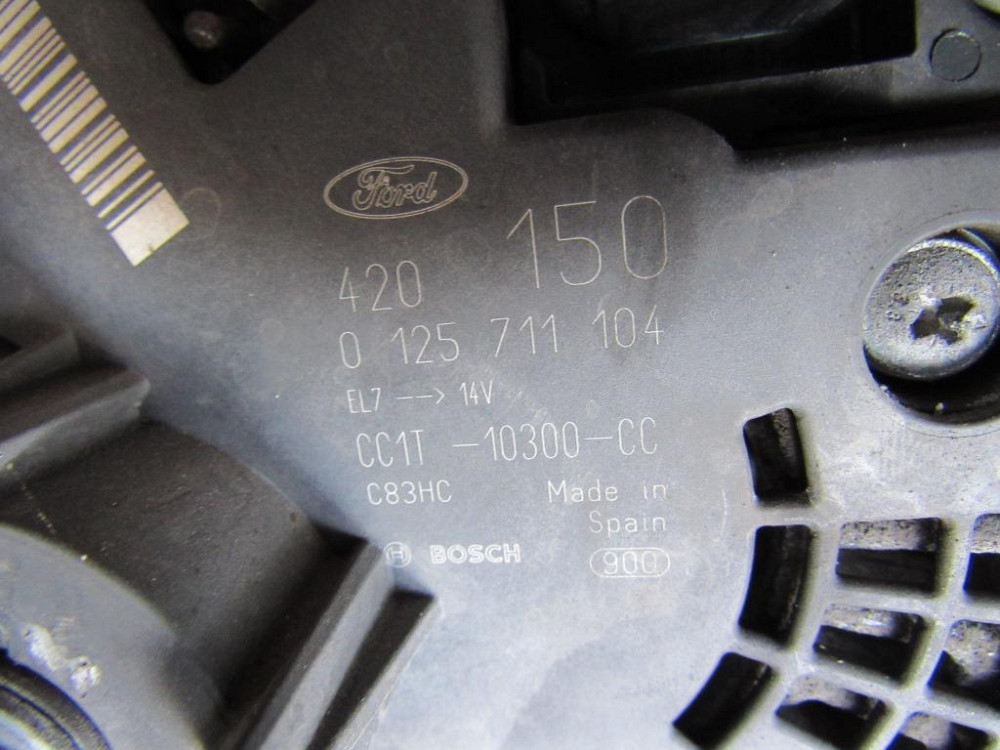 Ford
420 150
0 125 711 104
EL7 --> 14V
CC1T -10300-CC
C83HC Made in
Spain
BOSCH 900